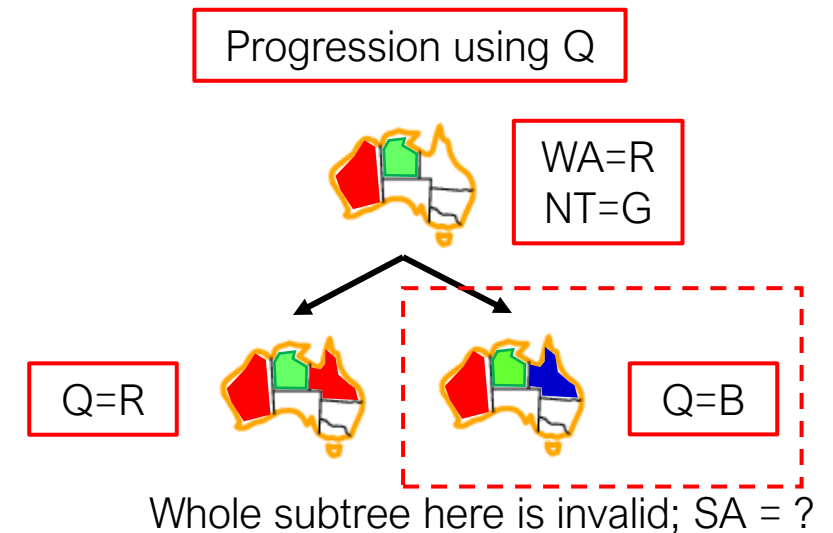 Progression using Q
WA=R
NT=G
Q=R
Q=B
Whole subtree here is invalid; SA = ?